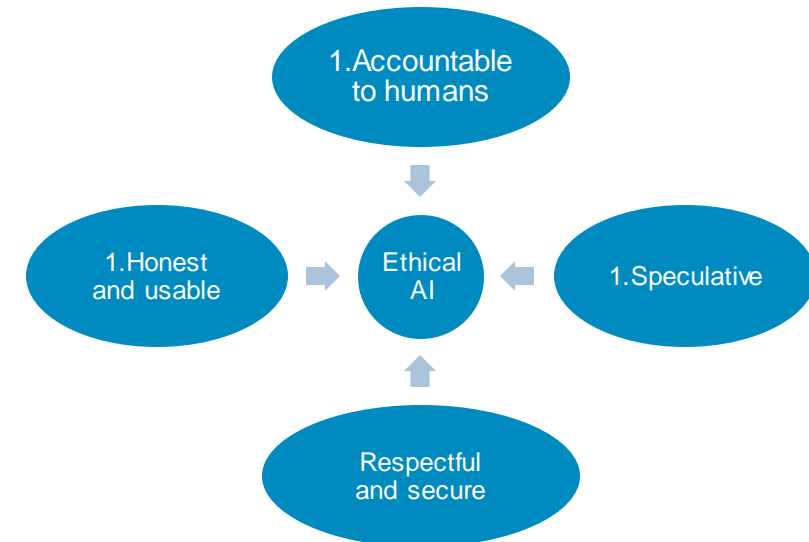 1.Accountable
to humans
1.Honest
and usable
Ethical
AI
1.Speculative
Respectful
and secure